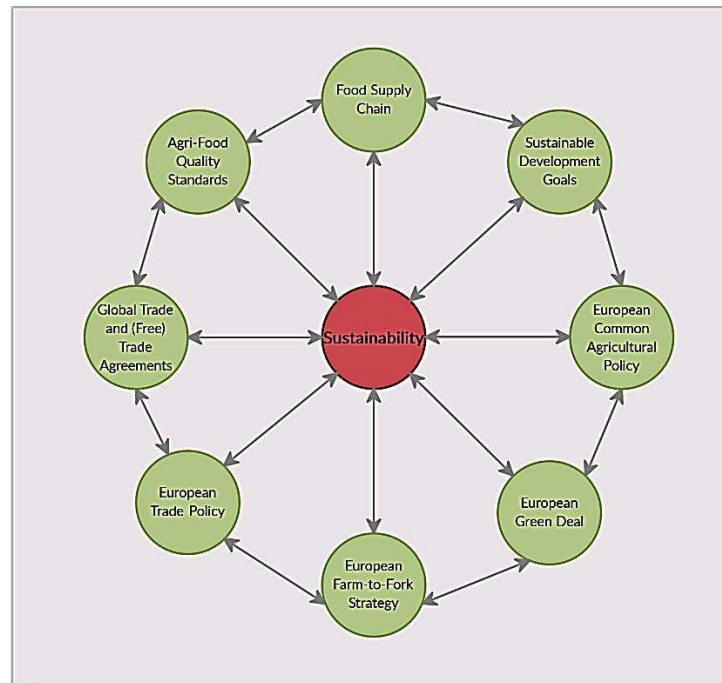 Food Supply
Chain
Agri-Food
Quality
Standards
Sustainable
Development
Goals
Global Trade
and (Free)
Trade
Agreements
Sustainability
European
Common
Agricultural
Policy
European
Trade Policy
European
Green Deal
European
Farm-to-Fork
Strategy